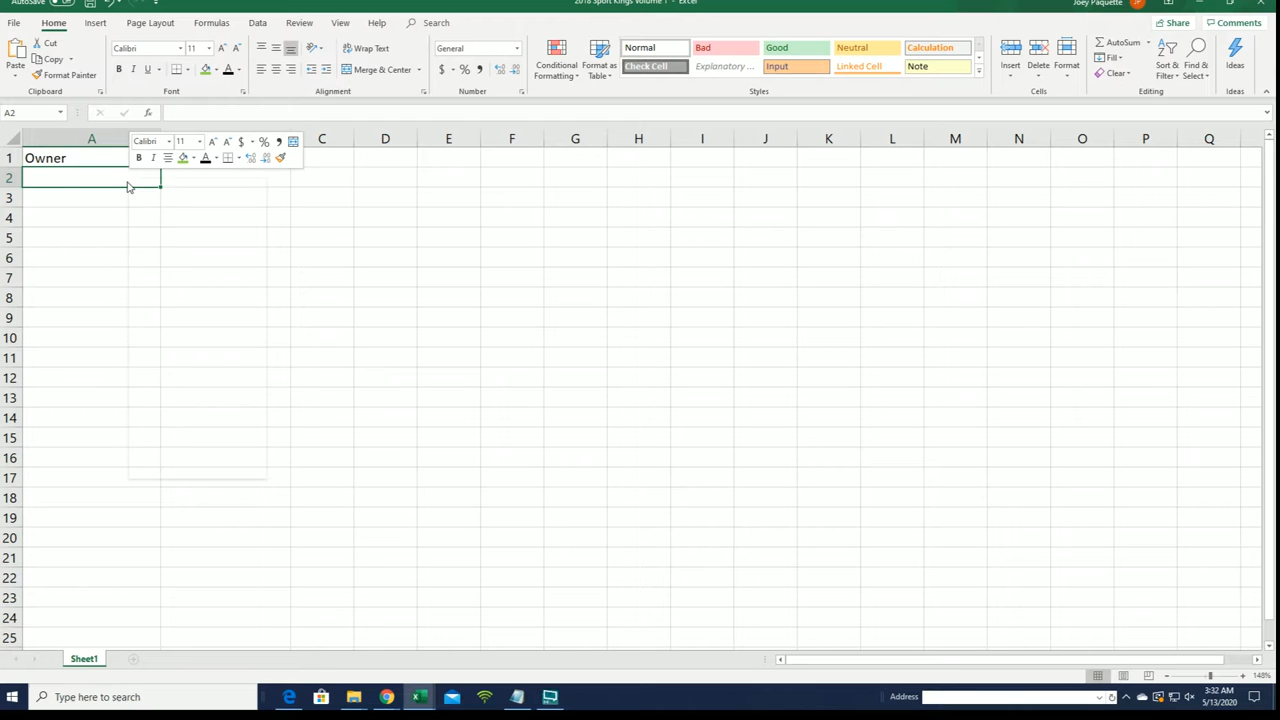 AutoSave
2018 Sport Kings Volume 1 - Excel
Joey Paquette
File Home Insert Page Layout Formulas Data Review View Help Search Share Comments
Paste Cut Copy Format Painter Clipboard
Calibri 11 B I U A Font
Wrap Text Merge & Center Alignment
General $ % , Number
Conditional Formatting Format as Table
Normal Bad Good Neutral Calculation
Check Cell Explanatory ... Input Linked Cell Note
Styles
Insert Delete Format Cells
AutoSum Fill Clear Sort & Filter Find & Select Editing
Ideas Ideas
A2 fx
A C D E F G H I J K L M N O P Q
Calibri 11 A A $ % ,
B I A
1 Owner
2
3
4
5
6
7
8
9
10
11
12
13
14
15
16
17
18
19
20
21
22
23
24
25
Sheet1
148%
Type here to search Address 3:32 AM
5/13/2020